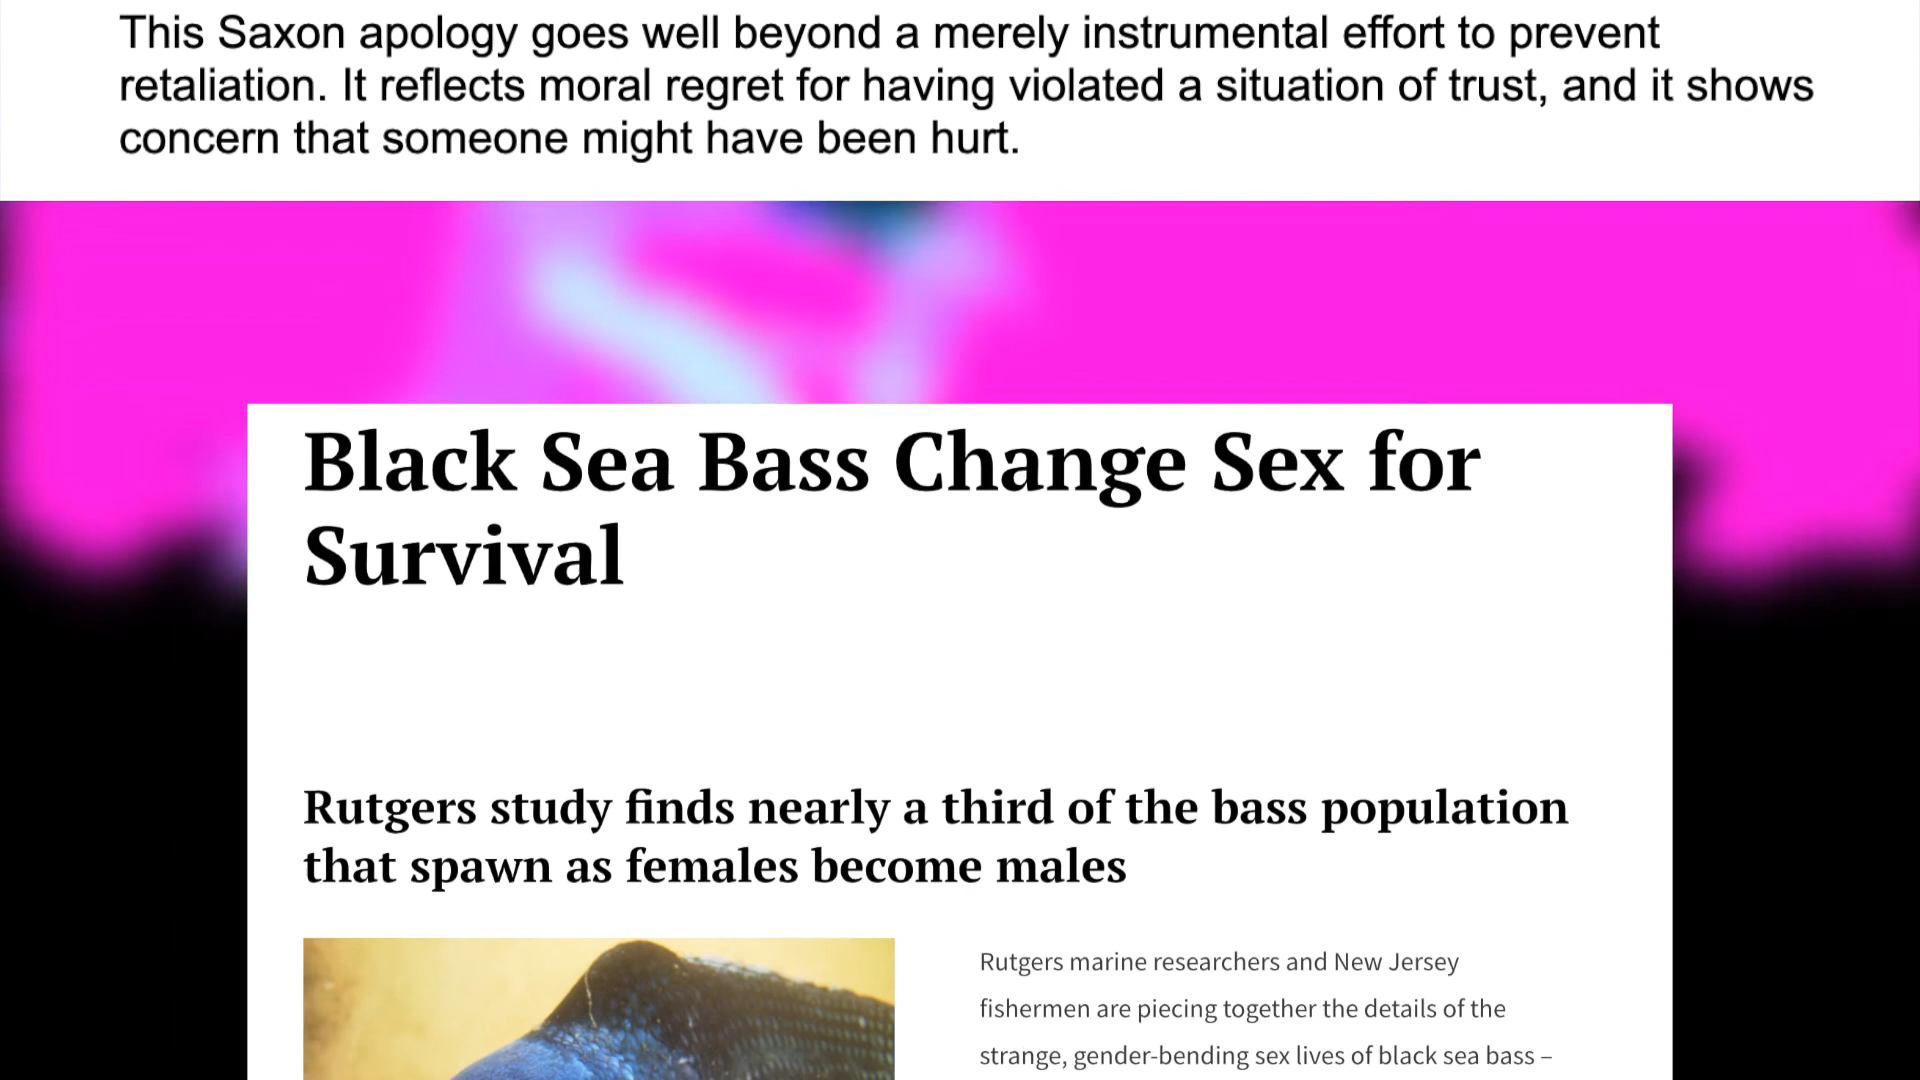 This Saxon apology goes well beyond a merely instrumental effort to prevent
retaliation. It reflects moral regret for having violated a situation of trust, and it shows
concern that someone might have been hurt.
Black Sea Bass Change Sex for
Survival
Rutgers study finds nearly a third of the bass population
that spawn as females become males
Rutgers marine researchers and New Jersey
fishermen are piecing together the details of the
strange, gender-bending sex lives of black sea bass –